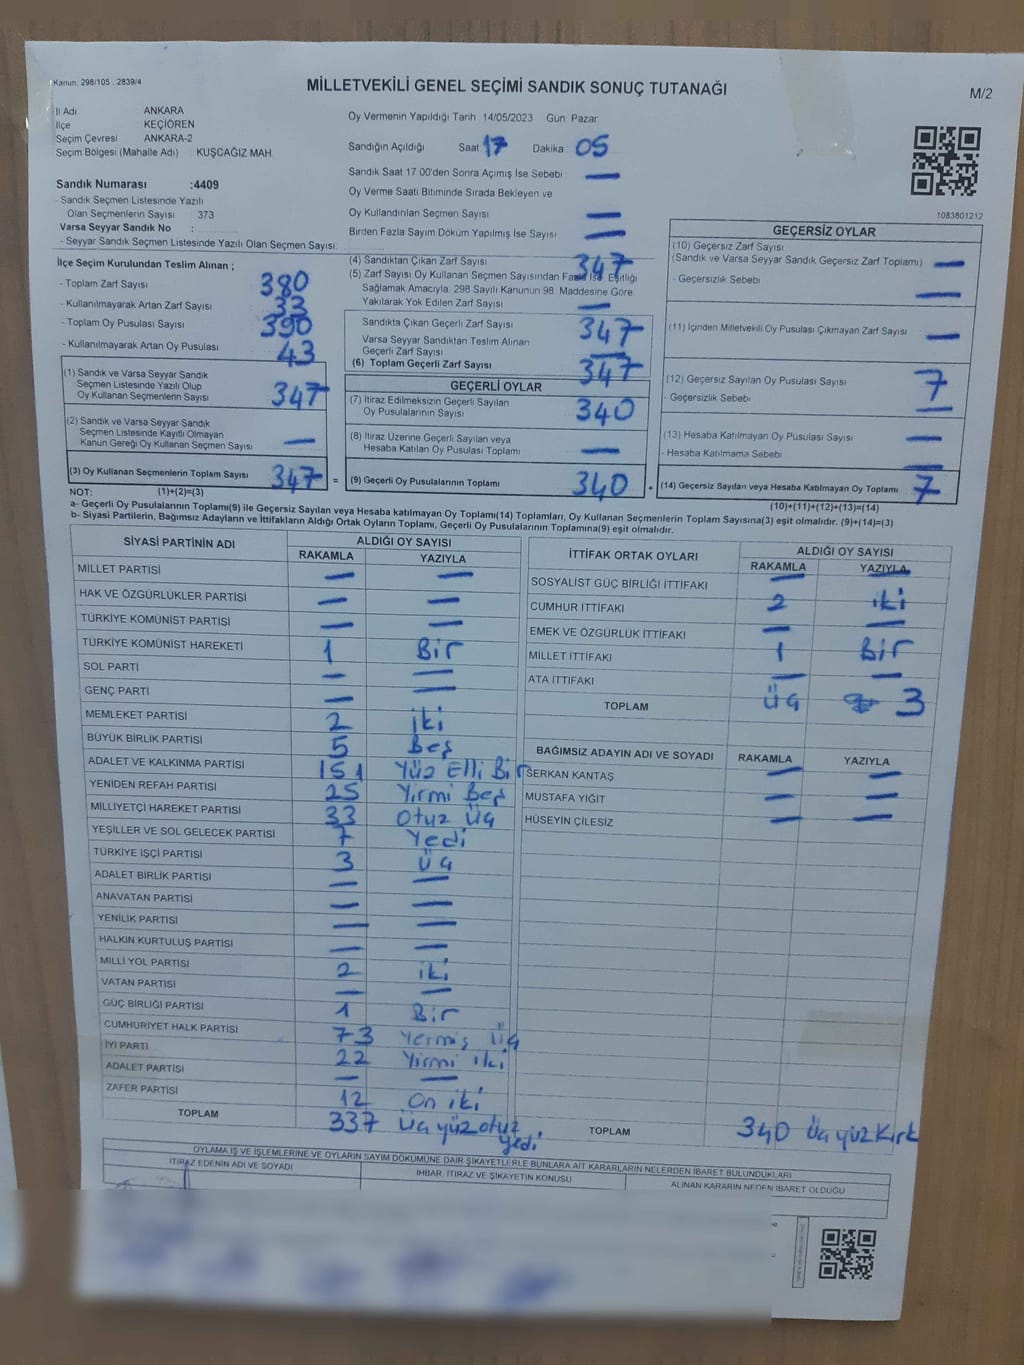 Kanun: 298/105 . 2839/4
MİLLETVEKİLİ GENEL SEÇİMİ SANDIK SONUÇ TUTANAĞI
M/2
İl Adı ANKARA
İlçe KEÇİÖREN
Seçim Çevresi ANKARA-2
Seçim Bölgesi (Mahalle Adı) KUŞCAĞIZ MAH.
Oy Vermenin Yapıldığı Tarih 14/05/2023 Gün Pazar
Sandığın Açıldığı Saat 17 Dakika 05
Sandık Saat 17 00'den Sonra Açımış İse Sebebi —
Oy Verme Saati Bitiminde Sırada Bekleyen ve
Oy Kullandırılan Seçmen Sayısı —
Birden Fazla Sayım Döküm Yapılmış İse Sayısı —
1083801212
Sandık Numarası :4409
- Sandık Seçmen Listesinde Yazılı
Olan Seçmenlerin Sayısı 373
Varsa Seyyar Sandık No :
- Seyyar Sandık Seçmen Listesinde Yazılı Olan Seçmen Sayısı:
İlçe Seçim Kurulundan Teslim Alınan ;
- Toplam Zarf Sayısı 380
- Kullanılmayarak Artan Zarf Sayısı 33
- Toplam Oy Pusulası Sayısı 390
- Kullanılmayarak Artan Oy Pusulası 43
(1) Sandık ve Varsa Seyyar Sandık
Seçmen Listesinde Yazılı Olup
Oy Kullanan Seçmenlerin Sayısı 347
(2) Sandık ve Varsa Seyyar Sandık
Seçmen Listesinde Kayıtlı Olmayan
Kanun Gereği Oy Kullanan Seçmen Sayısı —
(3) Oy Kullanan Seçmenlerin Toplam Sayısı 347 =
(4) Sandıktan Çıkan Zarf Sayısı 347
(5) Zarf Sayısı Oy Kullanan Seçmen Sayısından Fazla İse, Eşitliği
Sağlamak Amacıyla; 298 Sayılı Kanunun 98. Maddesine Göre
Yakılarak Yok Edilen Zarf Sayısı —
Sandıkta Çıkan Geçerli Zarf Sayısı 347
Varsa Seyyar Sandıktan Teslim Alınan
Geçerli Zarf Sayısı —
(6) Toplam Geçerli Zarf Sayısı 347
GEÇERLİ OYLAR
(7) İtiraz Edilmeksizin Geçerli Sayılan
Oy Pusulalarının Sayısı 340
(8) İtiraz Üzerine Geçerli Sayılan veya
Hesaba Katılan Oy Pusulası Toplamı —
(9) Geçerli Oy Pusulalarının Toplamı 340 +
GEÇERSİZ OYLAR
(10) Geçersiz Zarf Sayısı
(Sandık ve Varsa Seyyar Sandık Geçersiz Zarf Toplamı) —
- Geçersizlik Sebebi —
(11) İçinden Milletvekili Oy Pusulası Çıkmayan Zarf Sayısı —
(12) Geçersiz Sayılan Oy Pusulası Sayısı 7
- Geçersizlik Sebebi —
(13) Hesaba Katılmayan Oy Pusulası Sayısı —
- Hesaba Katılmama Sebebi —
(14) Geçersiz Sayılan veya Hesaba Katılmayan Oy Toplamı 7
NOT: (1)+(2)=(3)
(10)+(11)+(12)+(13)=(14)
a- Geçerli Oy Pusulalarının Toplamı(9) ile Geçersiz Sayılan veya Hesaba katılmayan Oy Toplamı(14) Toplamları, Oy Kullanan Seçmenlerin Toplam Sayısına(3) eşit olmalıdır. (9)+(14)=(3)
b- Siyasi Partilerin, Bağımsız Adayların ve İttifakların Aldığı Ortak Oyların Toplamı, Geçerli Oy Pusulalarının Toplamına(9) eşit olmalıdır.
SİYASİ PARTİNİN ADI ALDIĞI OY SAYISI
RAKAMLA YAZIYLA
MİLLET PARTİSİ — —
HAK VE ÖZGÜRLÜKLER PARTİSİ — —
TÜRKİYE KOMÜNİST PARTİSİ — —
TÜRKİYE KOMÜNİST HAREKETİ 1 Bir
SOL PARTİ — —
GENÇ PARTİ — —
MEMLEKET PARTİSİ 2 iki
BÜYÜK BİRLİK PARTİSİ 5 Beş
ADALET VE KALKINMA PARTİSİ 151 Yüz Elli Bir
YENİDEN REFAH PARTİSİ 25 Yirmi Beş
MİLLİYETÇİ HAREKET PARTİSİ 33 Otuz Üç
YEŞİLLER VE SOL GELECEK PARTİSİ 7 Yedi
TÜRKİYE İŞÇİ PARTİSİ 3 Üç
ADALET BİRLİK PARTİSİ — —
ANAVATAN PARTİSİ — —
YENİLİK PARTİSİ — —
HALKIN KURTULUŞ PARTİSİ — —
MİLLİ YOL PARTİSİ 2 iki
VATAN PARTİSİ — —
GÜÇ BİRLİĞİ PARTİSİ 1 Bir
CUMHURİYET HALK PARTİSİ 73 Yermiş Üç
İYİ PARTİ 22 Yirmi iki
ADALET PARTİSİ — —
ZAFER PARTİSİ 12 On iki
TOPLAM 337 Üç yüz otuz yedi
İTTİFAK ORTAK OYLARI ALDIĞI OY SAYISI
RAKAMLA YAZIYLA
SOSYALİST GÜÇ BİRLİĞİ İTTİFAKI — —
CUMHUR İTTİFAKI 2 iki
EMEK VE ÖZGÜRLÜK İTTİFAKI — —
MİLLET İTTİFAKI 1 Bir
ATA İTTİFAKI — —
TOPLAM Üç 3
BAĞIMSIZ ADAYIN ADI VE SOYADI RAKAMLA YAZIYLA
SERKAN KANTAŞ — —
MUSTAFA YİĞİT — —
HÜSEYİN ÇİLESİZ — —
TOPLAM 340 Üç yüz Kırk
OYLAMA İŞ VE İŞLEMLERİNE VE OYLARIN SAYIM DÖKÜMÜNE DAİR ŞİKAYETLERLE BUNLARA AİT KARARLARIN NELERDEN İBARET BULUNDUKLARI
İTİRAZ EDENİN ADI VE SOYADI İHBAR, İTİRAZ VE ŞİKAYETİN KONUSU ALINAN KARARIN NEDEN İBARET OLDUĞU